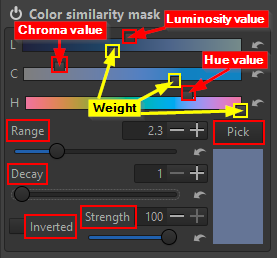 Color similarity mask
Luminosity value
Chroma value
L
C
Hue value
H
Weight
Range 2.3 Pick
Decay 1
Inverted Strength 100